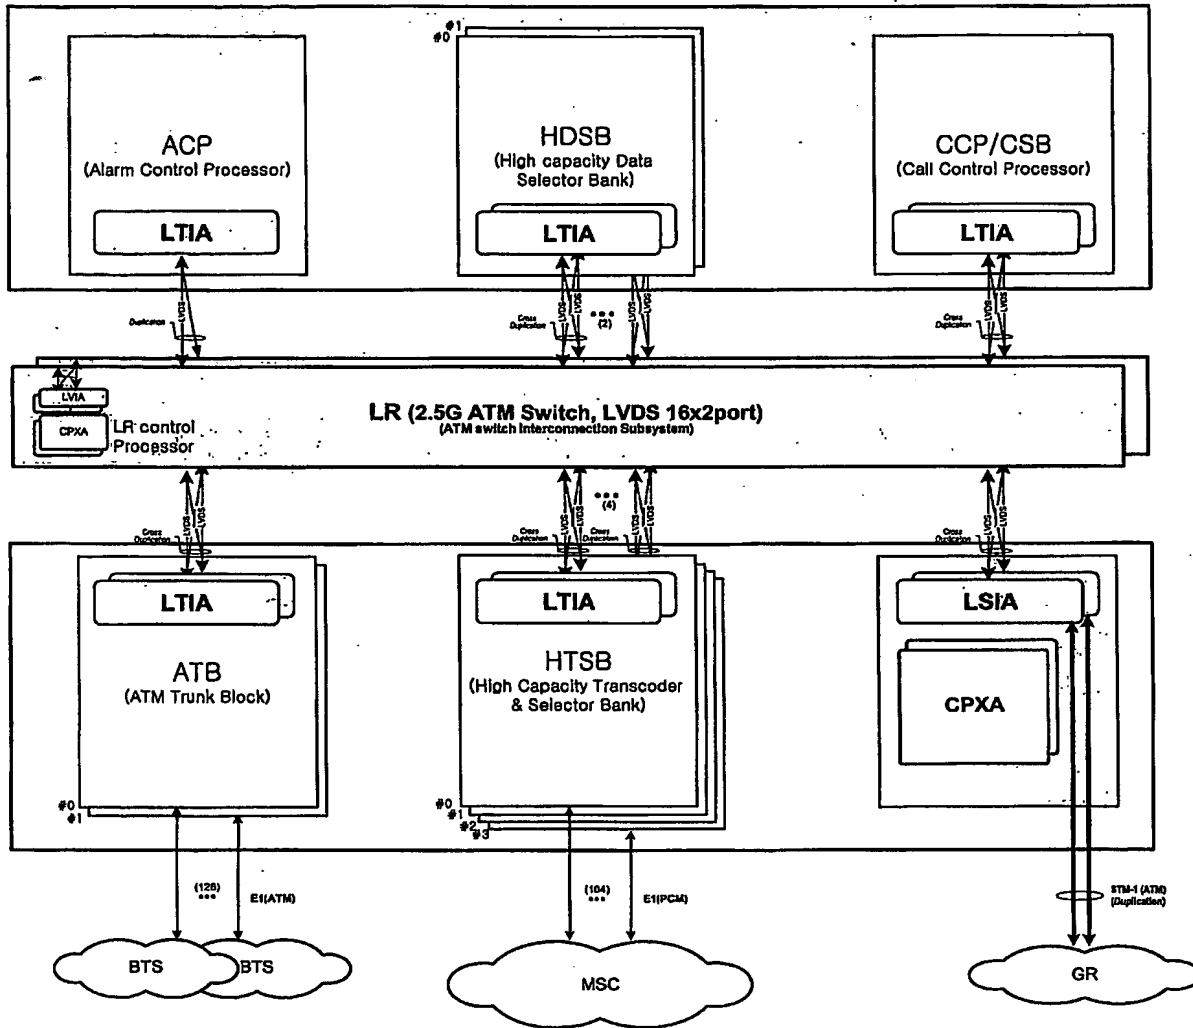 #1
#0
ACP
(Alarm Control Processor)
LTIA
HDSB
(High capacity Data
Selector Bank)
LTIA
CCP/CSB
(Call Control Processor)
LTIA
Duplication
LVDS
Cross
Duplication
LVDS
LVDS
•••
(2)
LVDS
LVDS
Cross
Duplication
LVDS
LVDS
LVIA
CPXA
LR control
Processor
LR (2.5G ATM Switch, LVDS 16x2port)
(ATM switch Interconnection Subsystem)
Cross
Duplication
LVDS
LVDS
Cross
Duplication
LVDS
LVDS
•••
(4)
Cross
Duplication
LVDS
LVDS
Cross
Duplication
LVDS
LVDS
LTIA
ATB
(ATM Trunk Block)
#0
#1
LTIA
HTSB
(High Capacity Transcoder
& Selector Bank)
#0
#1
#2
#3
LSIA
CPXA
(126)
•••
E1(ATM)
(104)
•••
E1(PCM)
STM-1 (ATM)
(Duplication)
BTS
BTS
MSC
GR